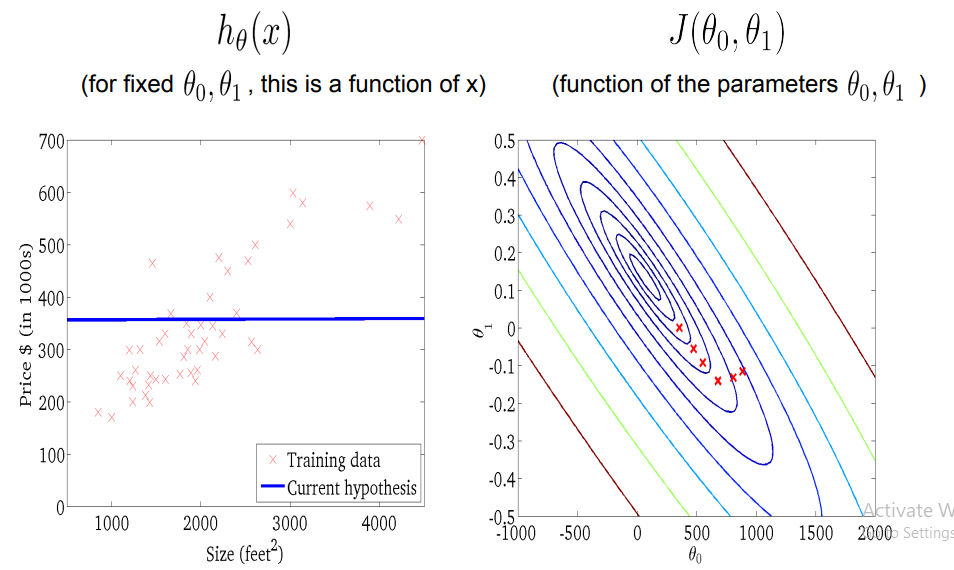 hθ(x)
(for fixed θ0, θ1, this is a function of x)
700
600
500
400
300
200
100
0
Price $ (in 1000s)
1000
2000
3000
4000
Size (feet2)
Training data
Current hypothesis
J(θ0, θ1)
(function of the parameters θ0, θ1 )
0.5
0.4
0.3
0.2
0.1
0
-0.1
-0.2
-0.3
-0.4
-0.5
θ1
-1000
-500
0
500
1000
1500
2000
θ0
Activate W
to Settings